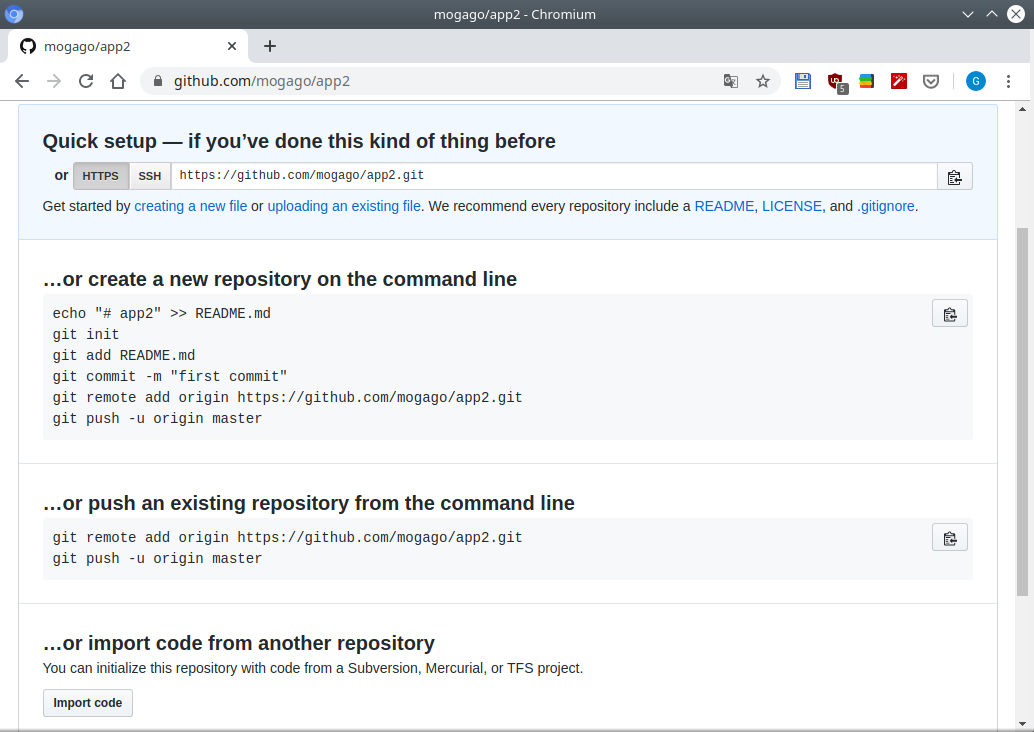 mogago/app2 - Chromium
mogago/app2
github.com/mogago/app2
5
G
Quick setup — if you’ve done this kind of thing before
or HTTPS SSH https://github.com/mogago/app2.git
Get started by creating a new file or uploading an existing file. We recommend every repository include a README, LICENSE, and .gitignore.
…or create a new repository on the command line
echo "# app2" >> README.md
git init
git add README.md
git commit -m "first commit"
git remote add origin https://github.com/mogago/app2.git
git push -u origin master
…or push an existing repository from the command line
git remote add origin https://github.com/mogago/app2.git
git push -u origin master
…or import code from another repository
You can initialize this repository with code from a Subversion, Mercurial, or TFS project.
Import code